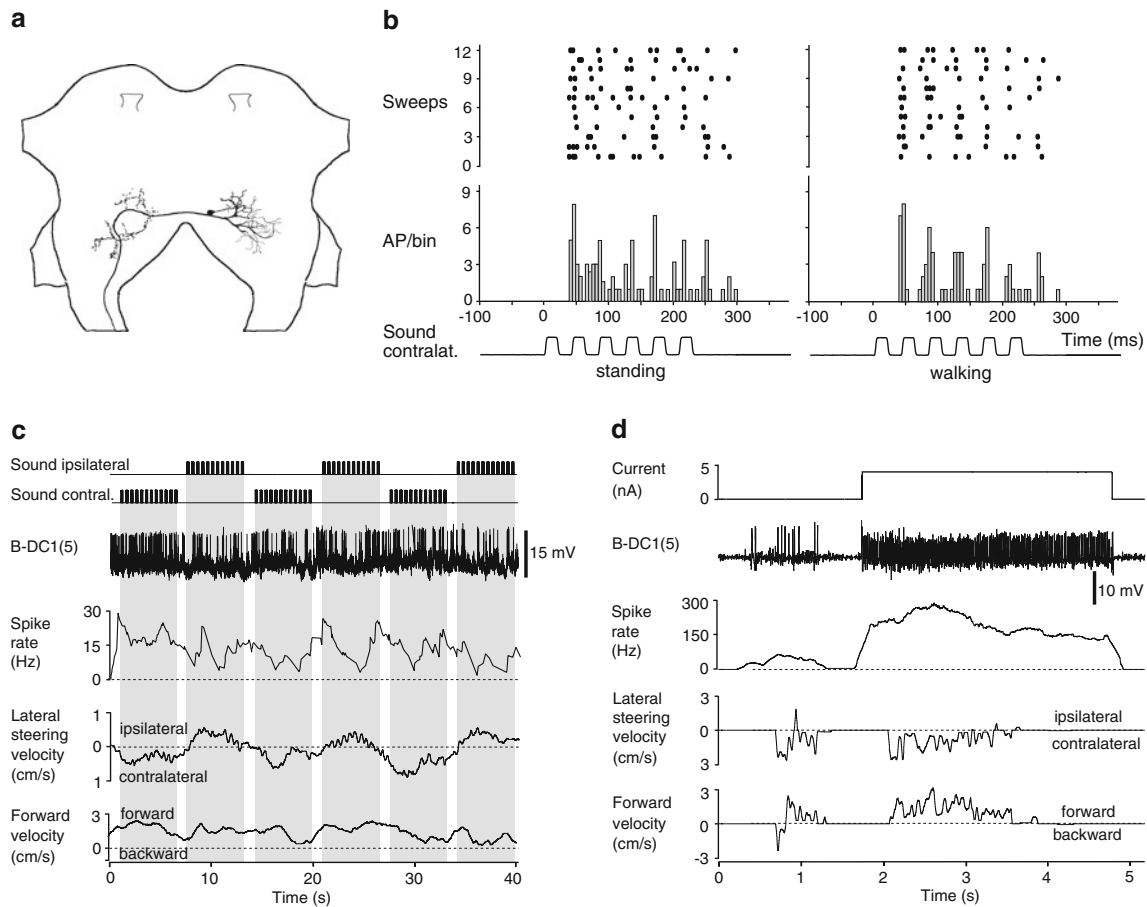 a
b
12
9
Sweeps
6
3
0
9
6
AP/bin
3
0
-100 0 100 200 300
-100 0 100 200 300
Sound
contralat.
Time (ms)
standing
walking
c
Sound ipsilateral
Sound contral.
B-DC1(5)
15 mV
30
Spike
rate
(Hz)
15
0
Lateral
steering
velocity
(cm/s)
1
0
1
ipsilateral
contralateral
Forward
velocity
(cm/s)
3
0
forward
backward
0 10 20 30 40
Time (s)
d
Current
(nA)
5
0
B-DC1(5)
10 mV
Spike
rate
(Hz)
300
150
0
Lateral
steering
velocity
(cm/s)
3
0
3
ipsilateral
contralateral
Forward
velocity
(cm/s)
3
0
-3
forward
backward
0 1 2 3 4 5
Time (s)